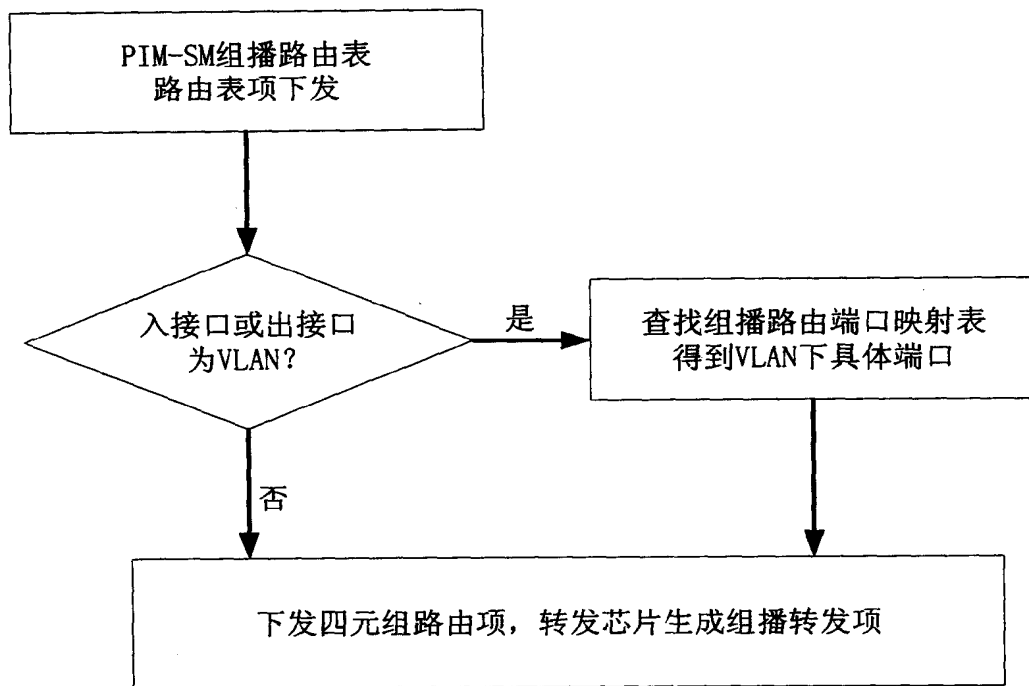 PIM-SM组播路由表
路由表项下发
入接口或出接口
为VLAN?
是
查找组播路由端口映射表
得到VLAN下具体端口
否
下发四元组路由项，转发芯片生成组播转发项